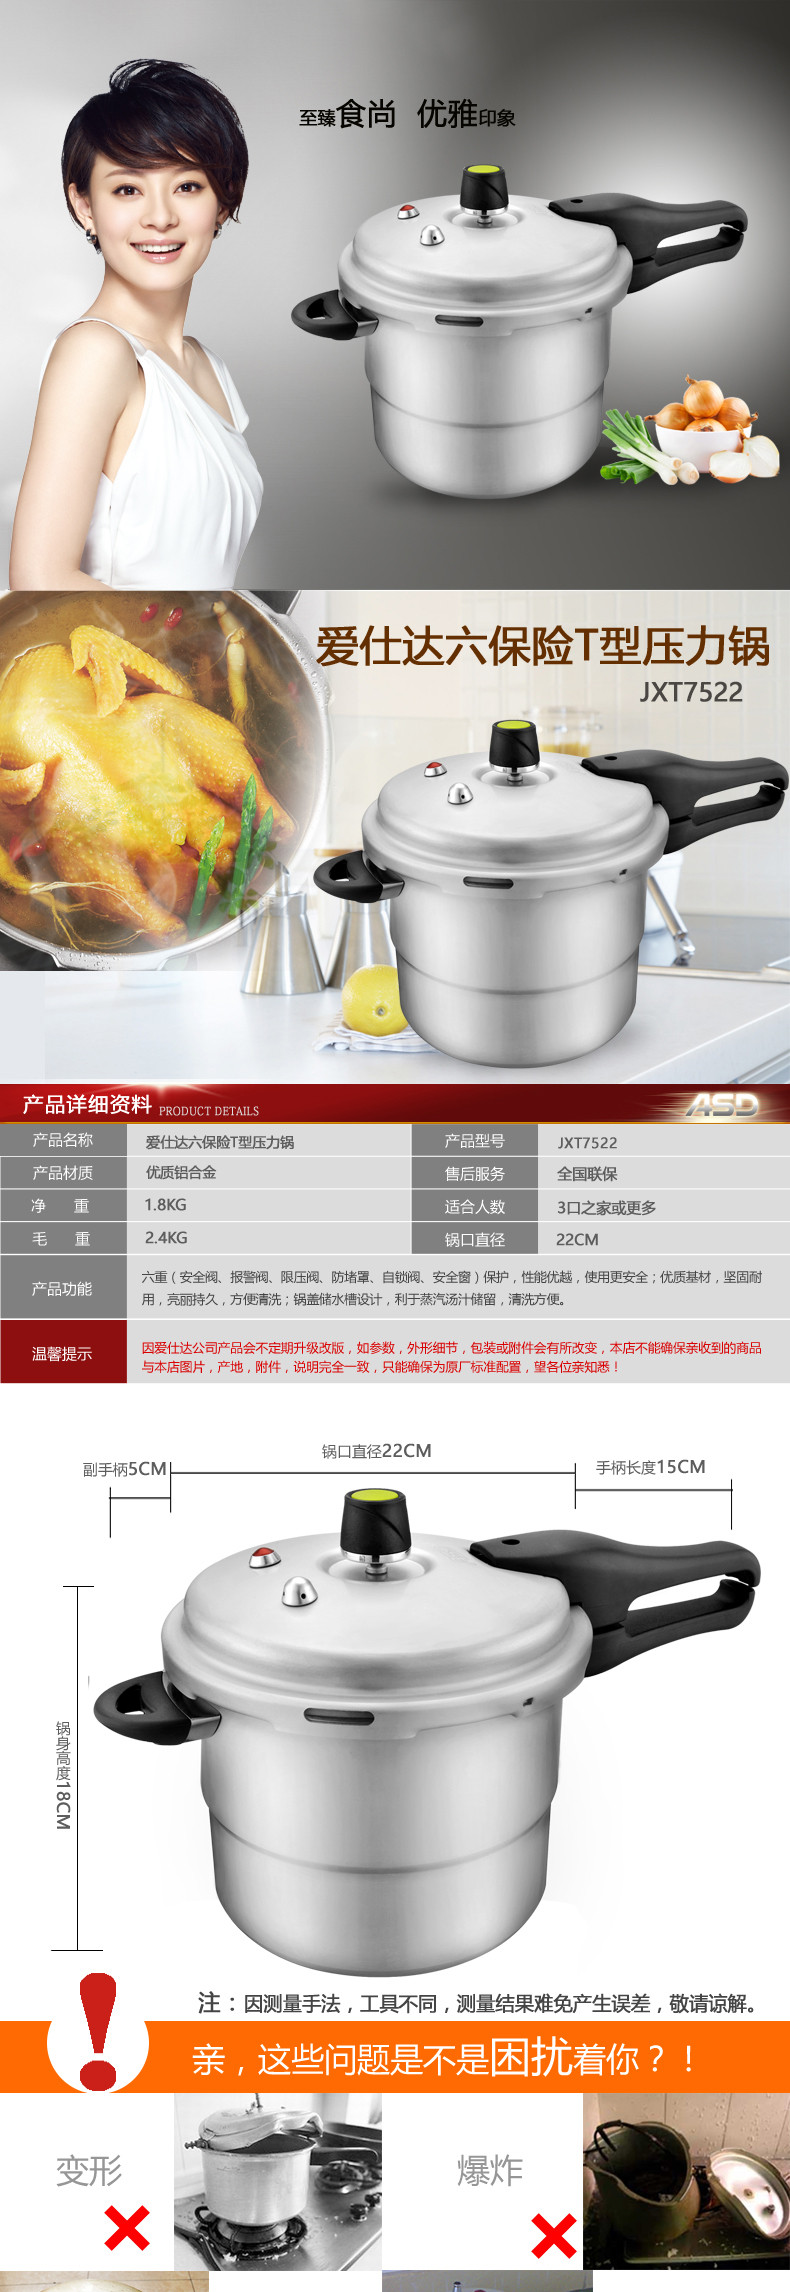 至臻食尚 优雅印象
爱仕达六保险T型压力锅
JXT7522
产品详细资料 PRODUCT DETAILS
ASD
产品名称 爱仕达六保险T型压力锅 产品型号 JXT7522
产品材质 优质铝合金 售后服务 全国联保
净 重 1.8KG 适合人数 3口之家或更多
毛 重 2.4KG 锅口直径 22CM
产品功能
六重（安全阀、报警阀、限压阀、防堵罩、自锁阀、安全窗）保护，性能优越，使用更安全；优质基材，坚固耐
用，亮丽持久，方便清洗；锅盖储水槽设计，利于蒸汽汤汁储留，清洗方便。
温馨提示
因爱仕达公司产品会不定期升级改版，如参数，外形细节，包装或附件会有所改变，本店不能确保亲收到的商品
与本店图片，产地，附件，说明完全一致，只能确保为原厂标准配置，望各位亲知悉！
锅口直径22CM
副手柄5CM
手柄长度15CM
锅身高度18CM
注：因测量手法，工具不同，测量结果难免产生误差，敬请谅解。
亲，这些问题是不是困扰着你？！
变形
爆炸